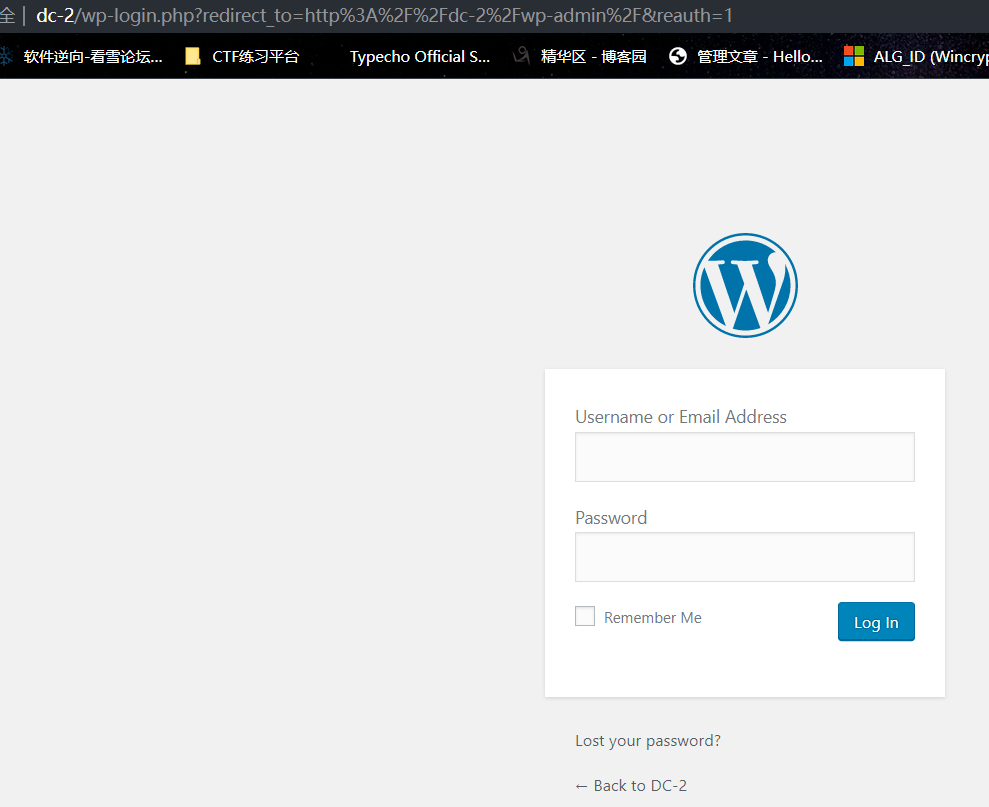 全 | dc-2/wp-login.php?redirect_to=http%3A%2F%2Fdc-2%2Fwp-admin%2F&reauth=1
软件逆向-看雪论坛... CTF练习平台 Typecho Official S... 精华区 - 博客园 管理文章 - Hello... ALG_ID (Wincryp
Username or Email Address
Password
Remember Me Log In
Lost your password?
← Back to DC-2